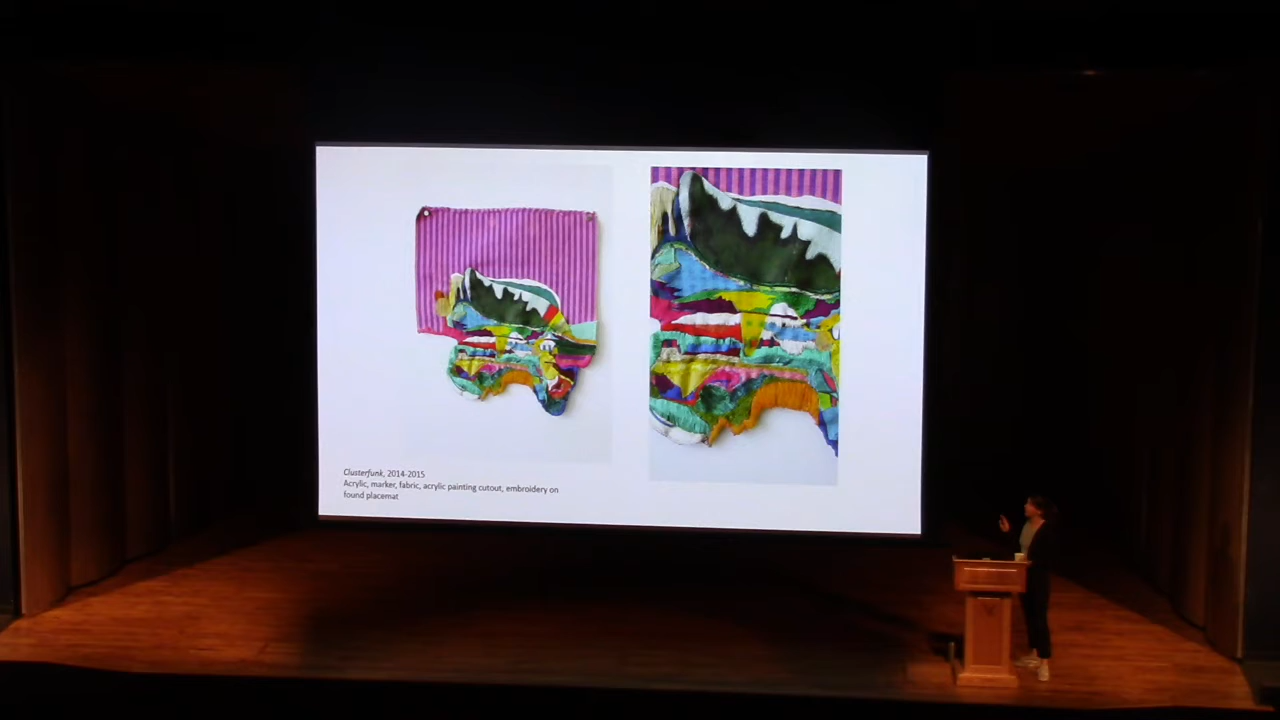 Clusterfunk, 2014-2015
Acrylic, marker, fabric, acrylic painting cutout, embroidery on
found placemat